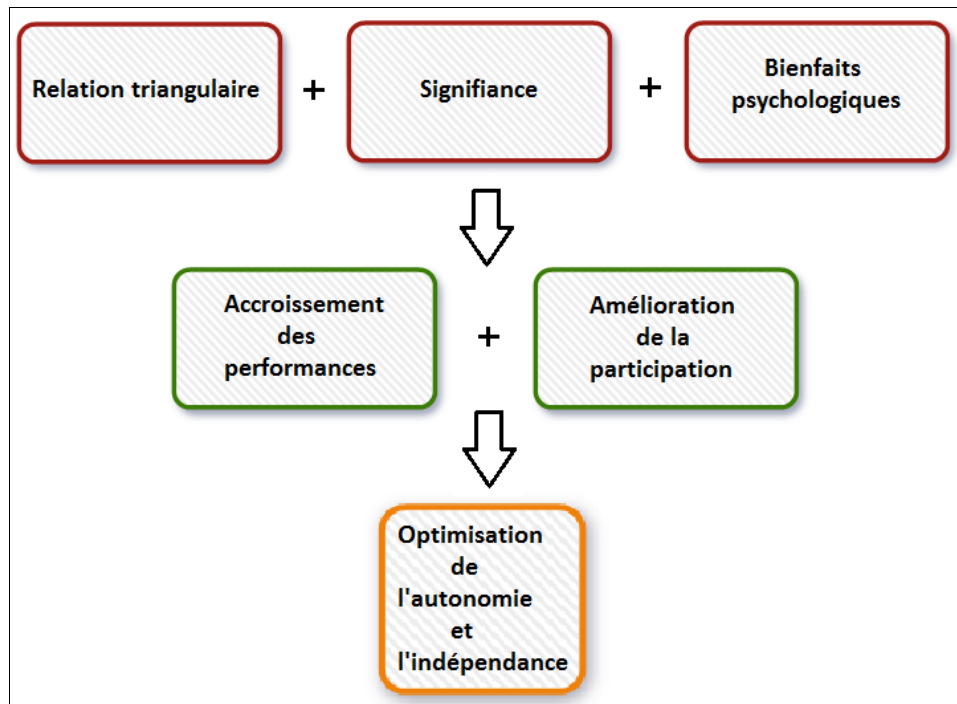 Relation triangulaire
+
Signifiance
+
Bienfaits
psychologiques
Accroissement
des
performances
+
Amélioration
de la
participation
Optimisation
de
l'autonomie
et
l'indépendance